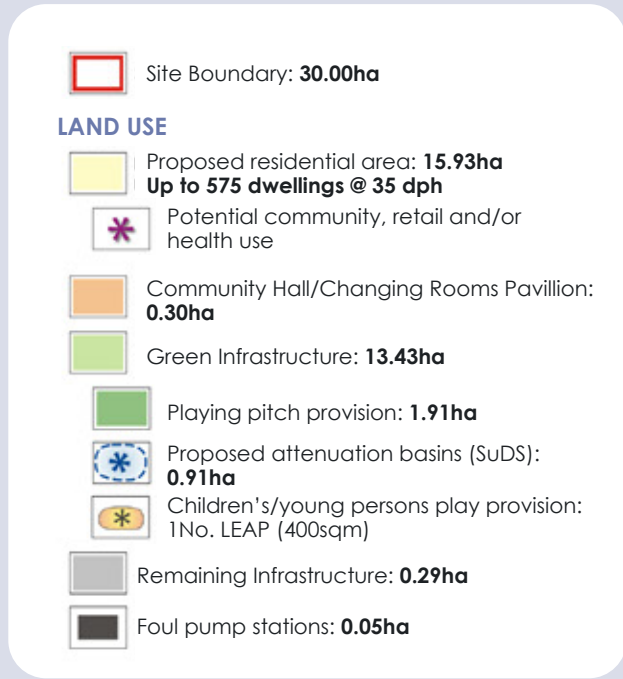 Site Boundary: 30.00ha
LAND USE
Proposed residential area: 15.93ha
Up to 575 dwellings @ 35 dph
Potential community, retail and/or
health use
Community Hall/Changing Rooms Pavillion:
0.30ha
Green Infrastructure: 13.43ha
Playing pitch provision: 1.91ha
Proposed attenuation basins (SuDS):
0.91ha
Children's/young persons play provision:
1No. LEAP (400sqm)
Remaining Infrastructure: 0.29ha
Foul pump stations: 0.05ha